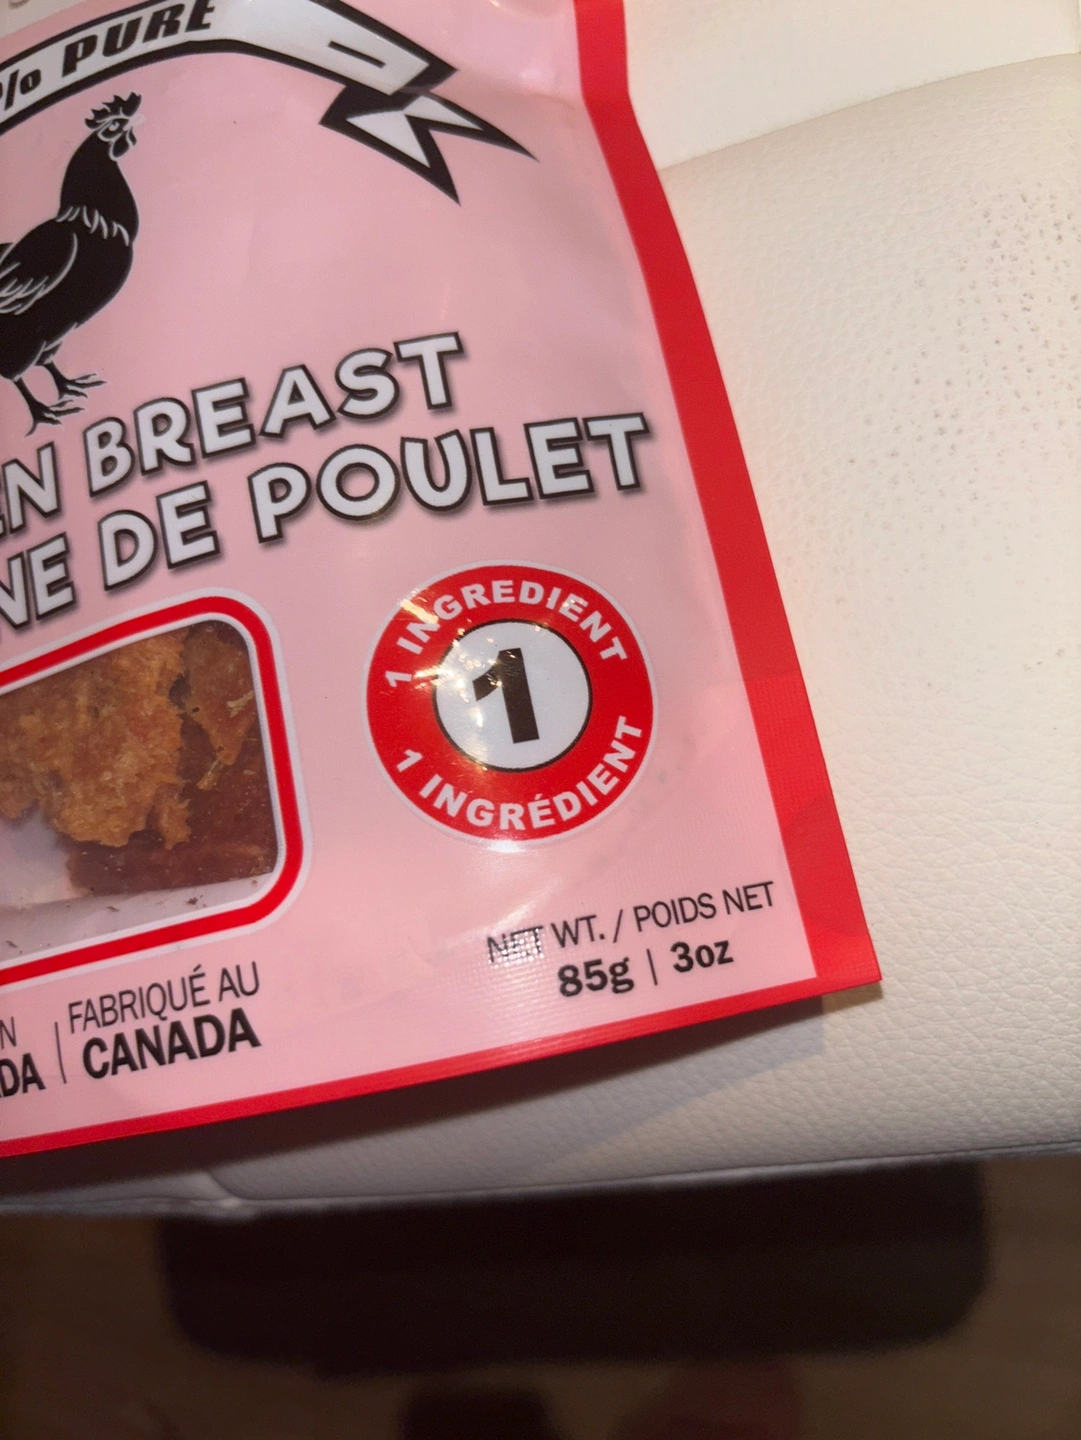 % PURE
EN BREAST
NE DE POULET
1 INGREDIENT
1
1 INGRÉDIENT
NET WT. / POIDS NET
85g | 3oz
N | FABRIQUÉ AU
DA | CANADA